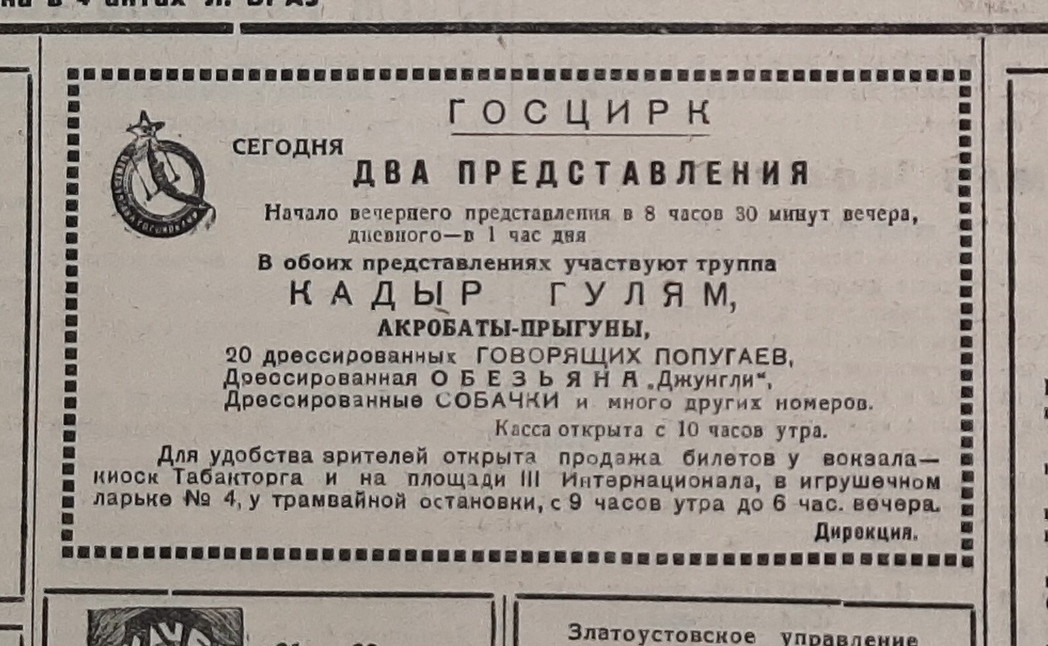 ГОСЦИРК
СЕГОДНЯ
ДВА ПРЕДСТАВЛЕНИЯ
Начало вечернего представления в 8 часов 30 минут вечера,
дневного—в 1 час дня
В обоих представлениях участвуют труппа
КАДЫР ГУЛЯМ,
АКРОБАТЫ-ПРЫГУНЫ,
20 дрессированных ГОВОРЯЩИХ ПОПУГАЕВ,
Дрессированная ОБЕЗЬЯНА „Джунгли“,
Дрессированные СОБАЧКИ и много других номеров.
Касса открыта с 10 часов утра.
Для удобства зрителей открыта продажа билетов у вокзала—
киоск Табакторга и на площади III Интернационала, в игрушечном
ларьке № 4, у трамвайной остановки, с 9 часов утра до 6 час. вечера.
Дирекция.
Златоустовское управление